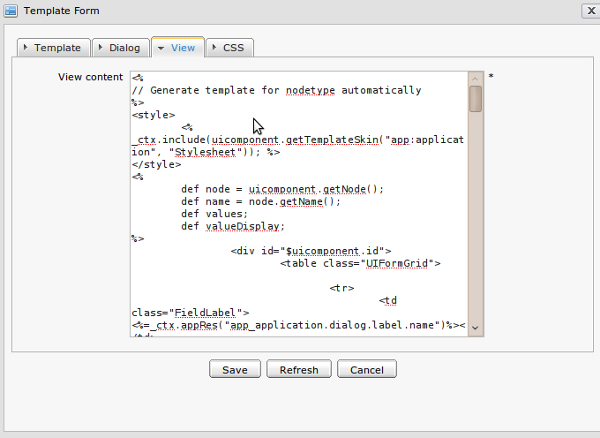 Template Form
Template Dialog View CSS
View content *
<%
// Generate template for nodetype automatically
%>
<style>
<%
_ctx.include(uicomponent.getTemplateSkin("app:applicat
ion", "Stylesheet")); %>
</style>
<%
def node = uicomponent.getNode();
def name = node.getName();
def values;
def valueDisplay;
%>
<div id="$uicomponent.id">
<table class="UIFormGrid">
<tr>
<td
class="FieldLabel">
<%=_ctx.appRes("app_application.dialog.label.name")%><
Save Refresh Cancel